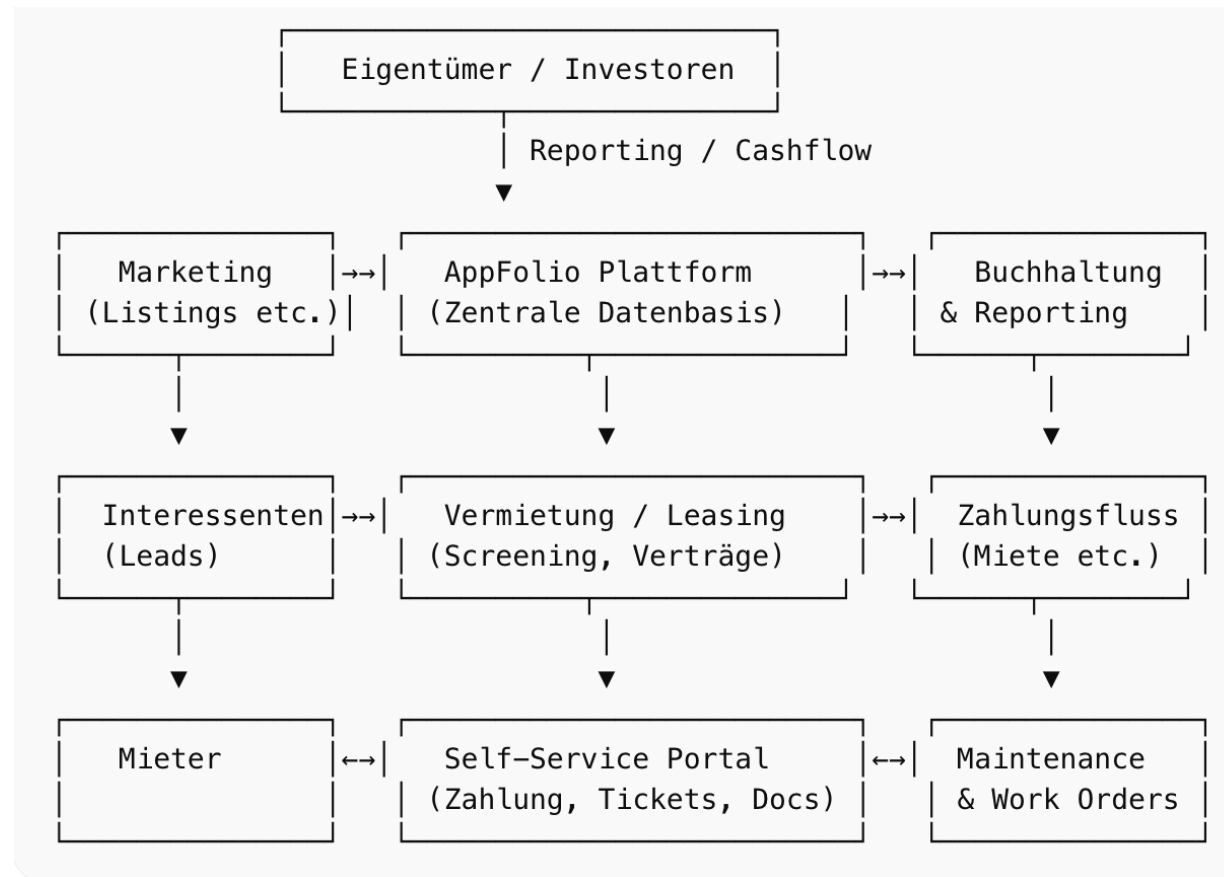 Eigentümer / Investoren
Reporting / Cashflow
▼
Marketing →→ AppFolio Plattform →→ Buchhaltung
(Listings etc.) (Zentrale Datenbasis) & Reporting
▼ ▼ ▼
Interessenten →→ Vermietung / Leasing →→ Zahlungsfluss
(Leads) (Screening, Verträge) (Miete etc.)
▼ ▼ ▼
Mieter ←→ Self-Service Portal ←→ Maintenance
(Zahlung, Tickets, Docs) & Work Orders